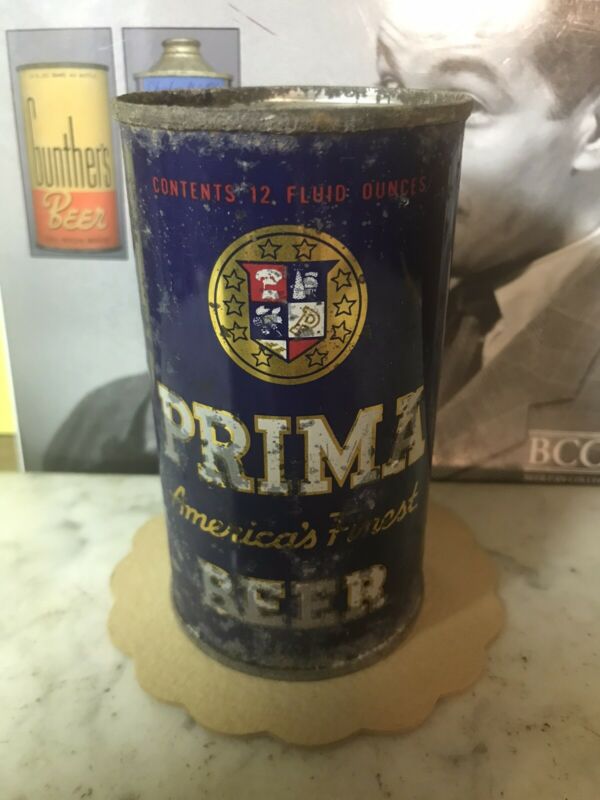 Gunther's
Beer
CONTENTS 12 FLUID OUNCES
P
PRIMA
America's Finest
BEER
BCC